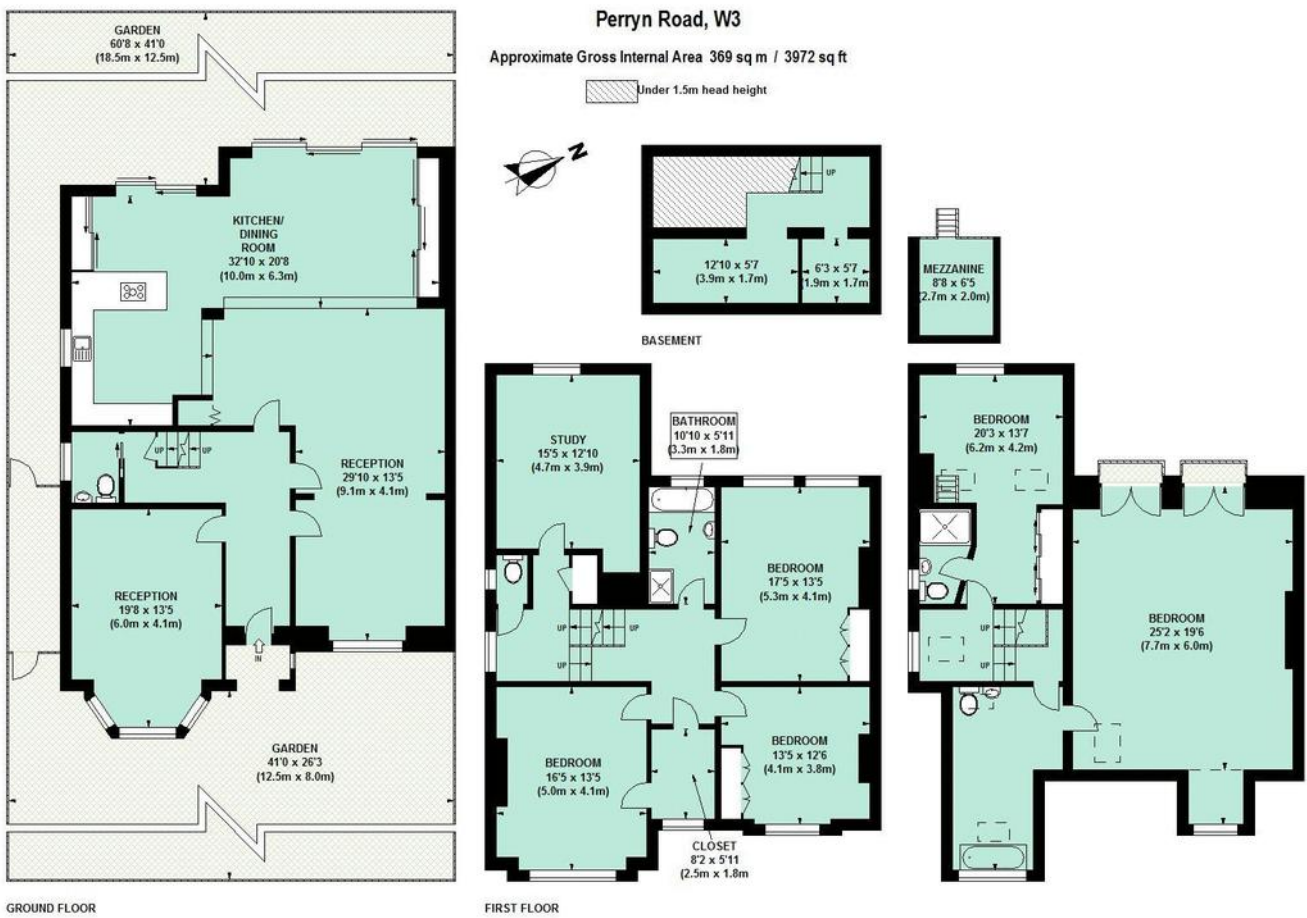 Perryn Road, W3
Approximate Gross Internal Area 369 sq m / 3972 sq ft
Under 1.5m head height
N
GARDEN
60'8 x 41'0
(18.5m x 12.5m)
KITCHEN/
DINING
ROOM
32'10 x 20'8
(10.0m x 6.3m)
UP
UP
RECEPTION
29'10 x 13'5
(9.1m x 4.1m)
RECEPTION
19'8 x 13'5
(6.0m x 4.1m)
IN
GARDEN
41'0 x 26'3
(12.5m x 8.0m)
GROUND FLOOR
UP
12'10 x 5'7
(3.9m x 1.7m)
6'3 x 5'7
(1.9m x 1.7m
BASEMENT
STUDY
15'5 x 12'10
(4.7m x 3.9m)
BATHROOM
10'10 x 5'11
(3.3m x 1.8m)
BEDROOM
17'5 x 13'5
(5.3m x 4.1m)
UP
UP
UP
BEDROOM
16'5 x 13'5
(5.0m x 4.1m)
BEDROOM
13'5 x 12'6
(4.1m x 3.8m)
CLOSET
8'2 x 5'11
(2.5m x 1.8m
FIRST FLOOR
MEZZANINE
8'8 x 6'5
(2.7m x 2.0m)
BEDROOM
20'3 x 13'7
(6.2m x 4.2m)
UP
UP
BEDROOM
25'2 x 19'6
(7.7m x 6.0m)